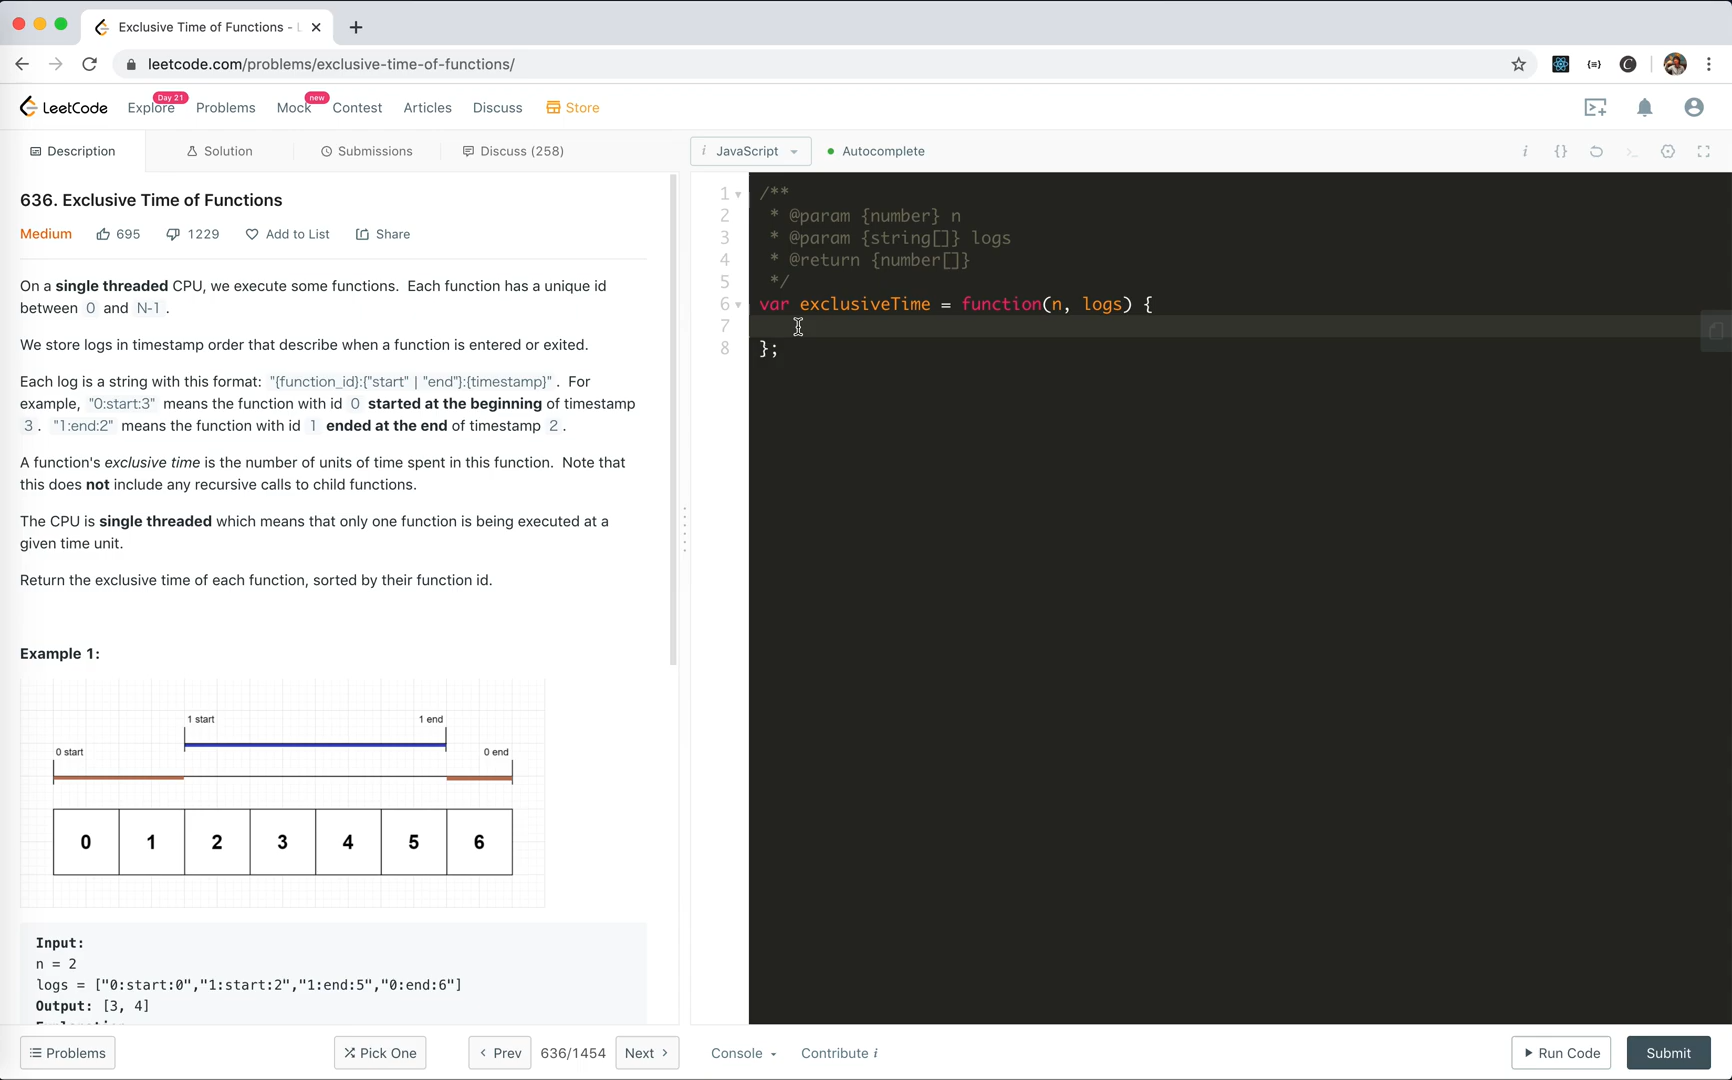 Exclusive Time of Functions - L
leetcode.com/problems/exclusive-time-of-functions/
LeetCode Explore Day 21 Problems Mock new Contest Articles Discuss Store
Description Solution Submissions Discuss (258)
i JavaScript Autocomplete
636. Exclusive Time of Functions
Medium 695 1229 Add to List Share
On a single threaded CPU, we execute some functions. Each function has a unique id
between 0 and N-1 .
We store logs in timestamp order that describe when a function is entered or exited.
Each log is a string with this format: "{function_id}:{"start" | "end"}:{timestamp}" . For
example, "0:start:3" means the function with id 0 started at the beginning of timestamp
3 . "1:end:2" means the function with id 1 ended at the end of timestamp 2 .
A function's exclusive time is the number of units of time spent in this function. Note that
this does not include any recursive calls to child functions.
The CPU is single threaded which means that only one function is being executed at a
given time unit.
Return the exclusive time of each function, sorted by their function id.
Example 1:
1 start 1 end
0 start 0 end
0 1 2 3 4 5 6
Input:
n = 2
logs = ["0:start:0","1:start:2","1:end:5","0:end:6"]
Output: [3, 4]
1 /**
2 * @param {number} n
3 * @param {string[]} logs
4 * @return {number[]}
5 */
6 var exclusiveTime = function(n, logs) {
7
8 };
Problems Pick One < Prev 636/1454 Next > Console Contribute i Run Code Submit